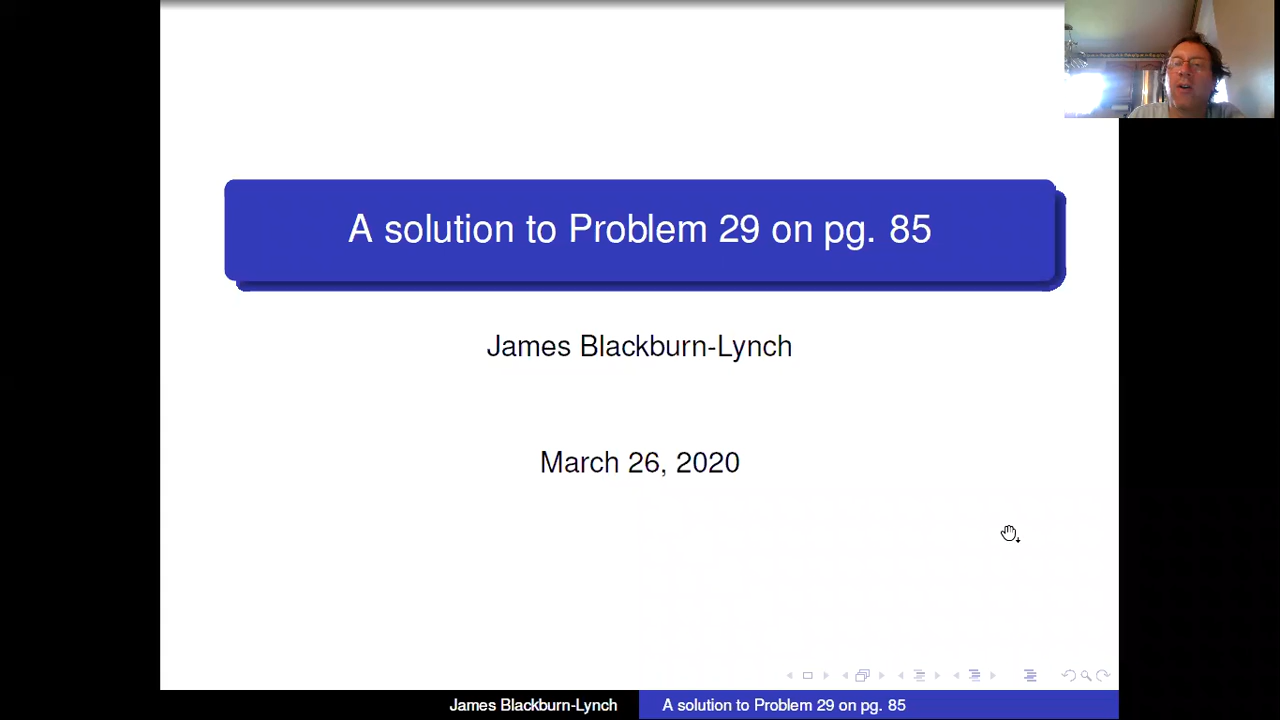 A solution to Problem 29 on pg. 85
James Blackburn-Lynch
March 26, 2020
James Blackburn-Lynch
A solution to Problem 29 on pg. 85